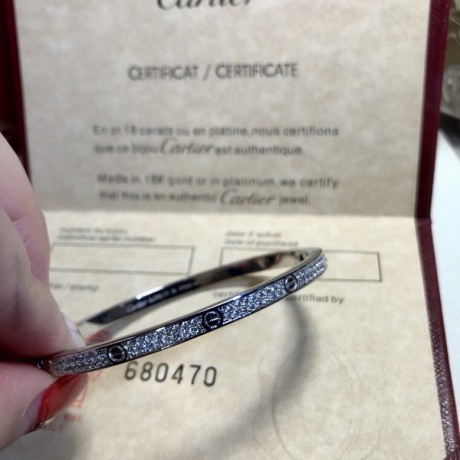 Cartier
CERTIFICAT / CERTIFICATE
En or 18 carats ou en platine, nous certifions
que ce bijou Cartier est authentique.
Made in 18K gold or in platinum, we certify
that this is an authentic Cartier jewel.
date d'achat
date of purchase
certified by
680470